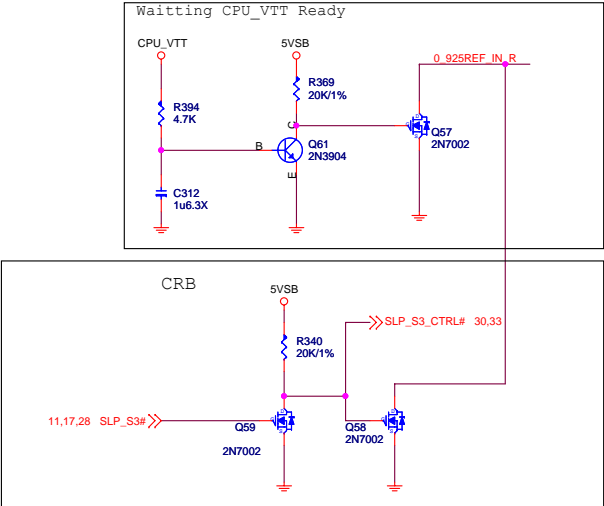 Waitting CPU_VTT Ready
CPU_VTT
5VSB
0_925REF_IN_R
R369
20K/1%
R394
4.7K
C
B
Q61
2N3904
E
Q57
2N7002
C312
1u6.3X
CRB
5VSB
SLP_S3_CTRL# 30,33
R340
20K/1%
11,17,28 SLP_S3#
Q59
2N7002
Q58
2N7002